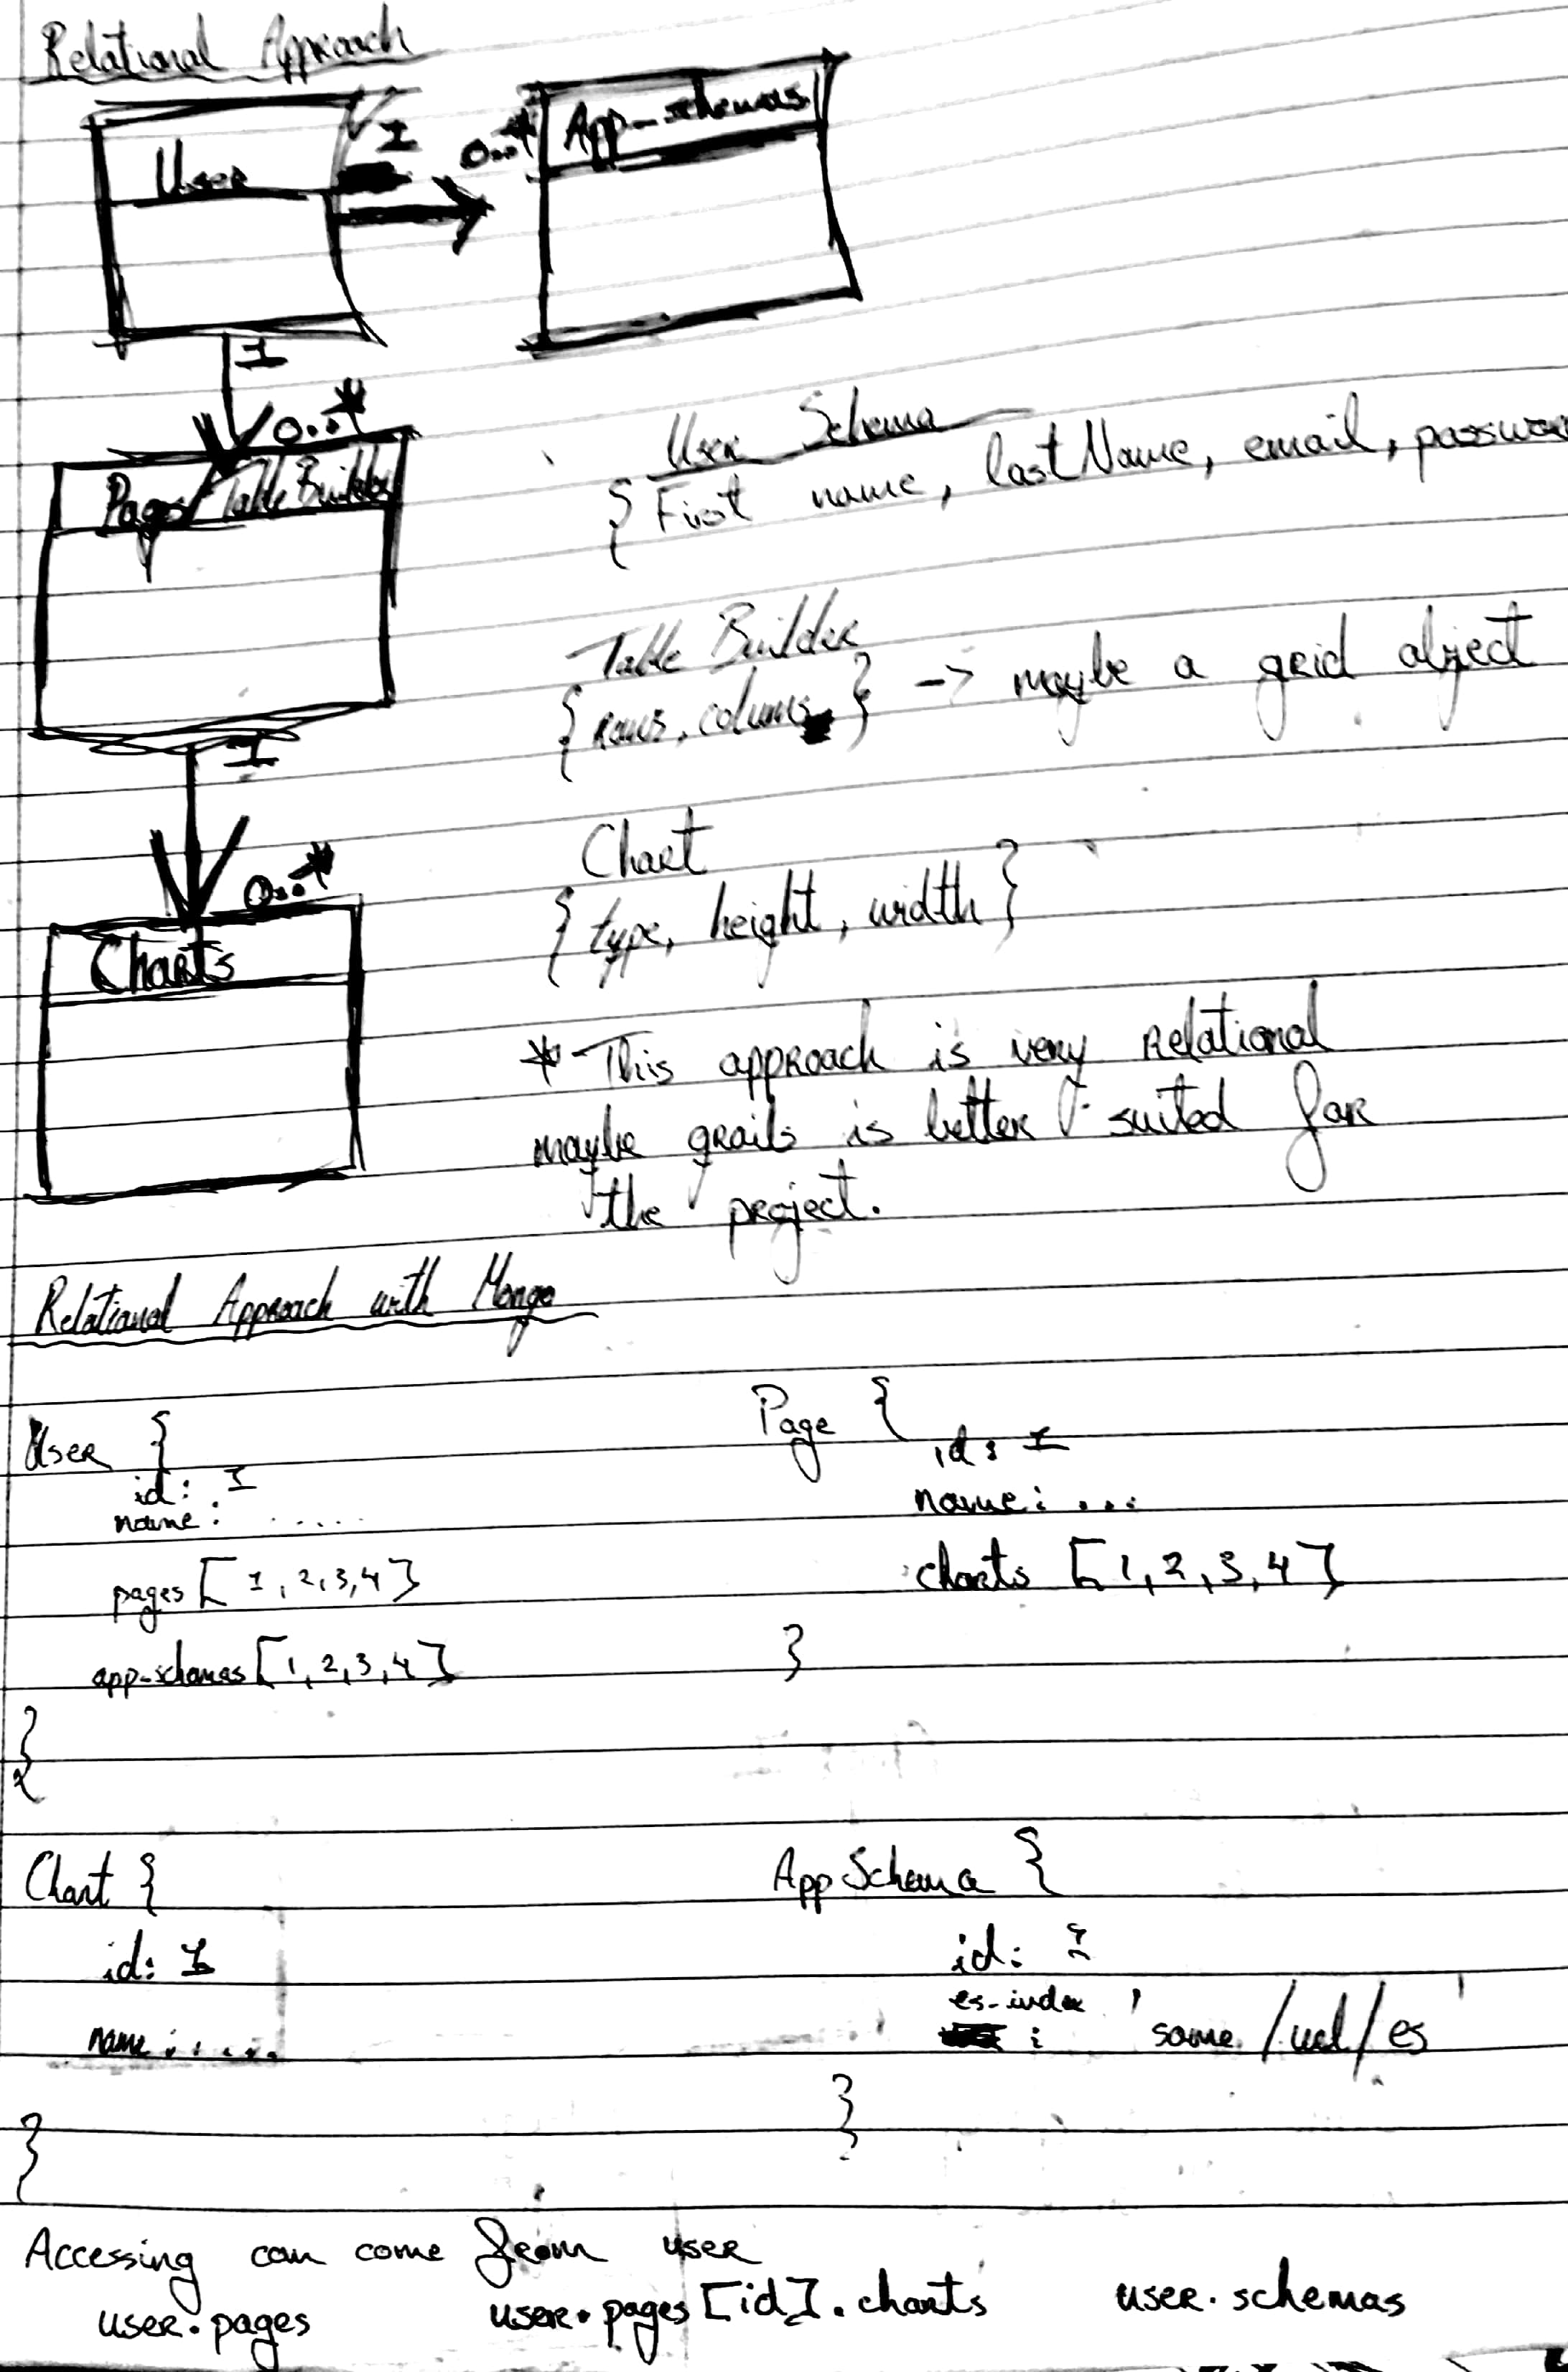 Relational Approach
User
1
0..*
App-schemas
1
0..*
Pages/Table Builder
User Schema
{ First name, lastName, email, passwo
Table Builder
{ rows, columns } -> maybe a grid object
1
0..*
Charts
Chart
{ type, height, width }
* This approach is very relational
maybe grails is better suited for
the project.
Relational Approach with Mongo
User {
id: 1
name: .....
pages [1, 2, 3, 4]
app-schemas [1, 2, 3, 4]
}
Page {
id: 1
name: ...
charts [1, 2, 3, 4]
}
Chart {
id: 1
name: ....
}
App Schema {
id:
es-index : 'some/url/es'
}
Accessing can come from user
user.pages user.pages[id].charts user.schemas